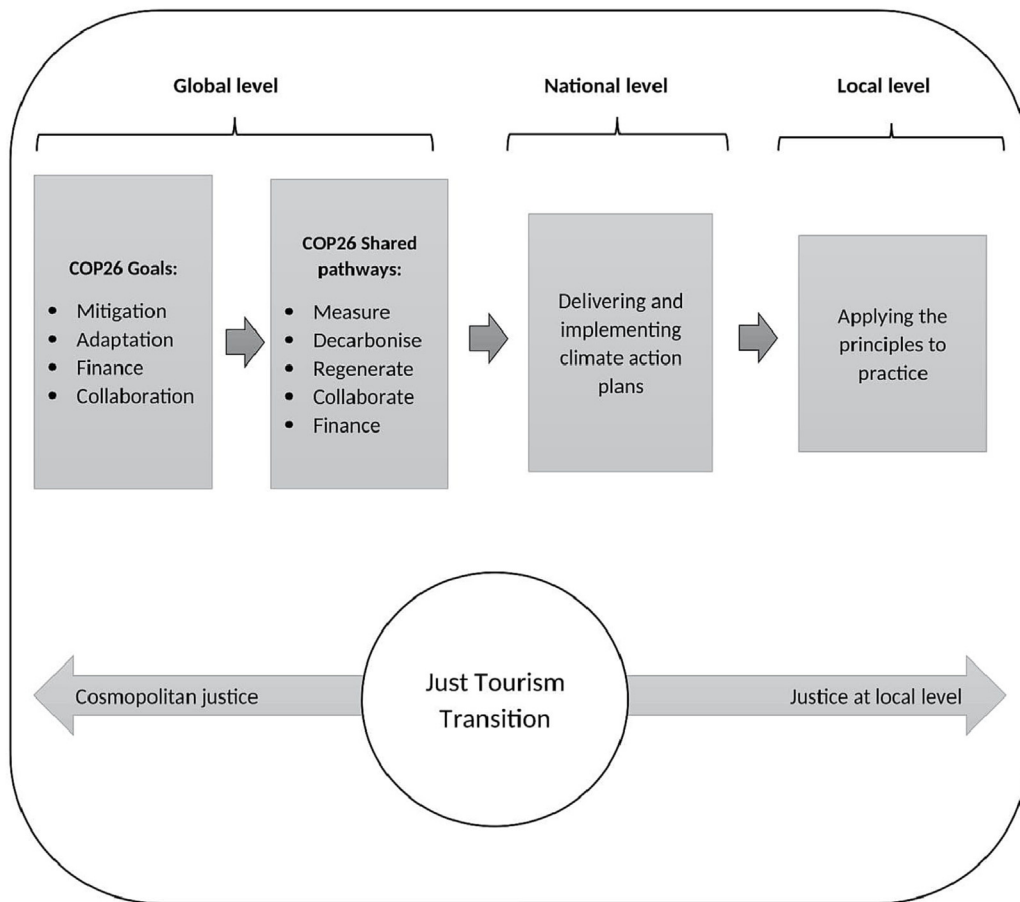 Global level
National level
Local level
COP26 Goals:
• Mitigation
• Adaptation
• Finance
• Collaboration
COP26 Shared
pathways:
• Measure
• Decarbonise
• Regenerate
• Collaborate
• Finance
Delivering and
implementing
climate action
plans
Applying the
principles to
practice
Cosmopolitan justice
Just Tourism
Transition
Justice at local level